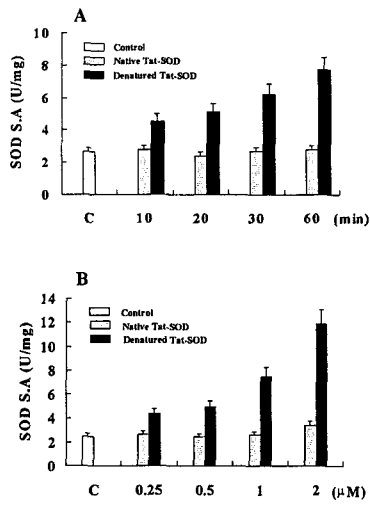 A
SOD S.A (U/mg)
10
8
6
4
2
0
Control
Native Tat-SOD
Denatured Tat-SOD
C 10 20 30 60 (min)
B
SOD S.A (U/mg)
14
12
10
8
6
4
2
0
Control
Native Tat-SOD
Denatured Tat-SOD
C 0.25 0.5 1 2 (μM)